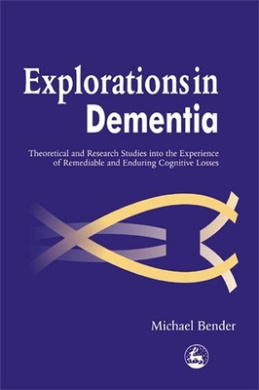 Explorations in
Dementia
Theoretical and Research Studies into the Experience
of Remediable and Enduring Cognitive Losses
Michael Bender